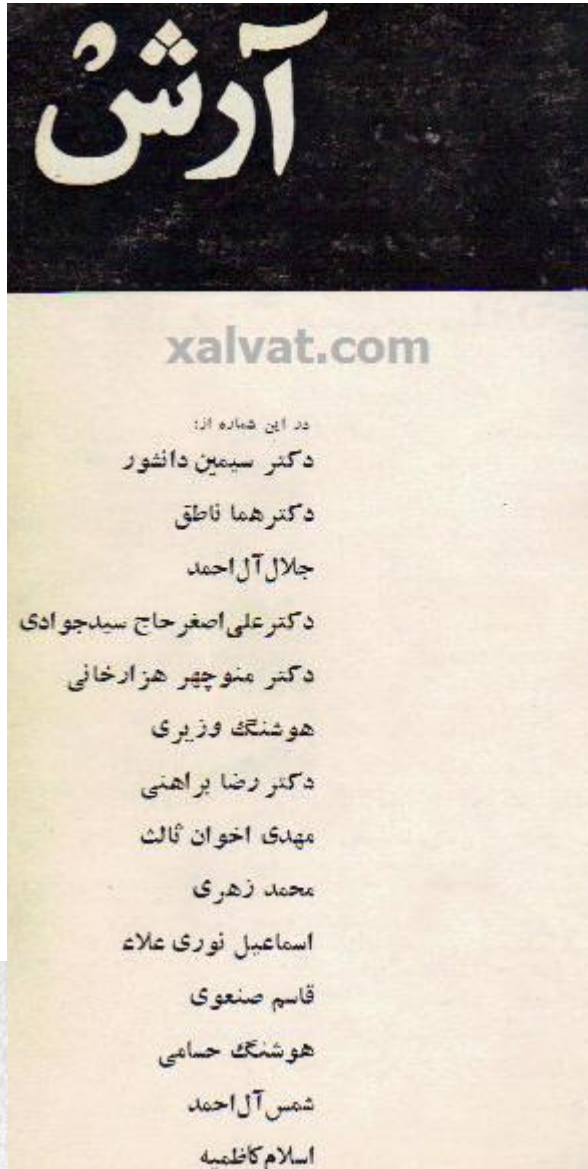 آرش
xalvat.com
در این شماره از:
دکتر سیمین دانشور
دکتر هما ناطق
جلال آل احمد
دکتر علی اصغر حاج سیدجوادی
دکتر منوچهر هزارخانی
هوشنگ وزیری
دکتر رضا براهنی
مهدی اخوان ثالث
محمد زهری
اسماعیل نوری علاء
قاسم صنعوی
هوشنگ حسامی
شمس آل احمد
اسلام کاظمیه